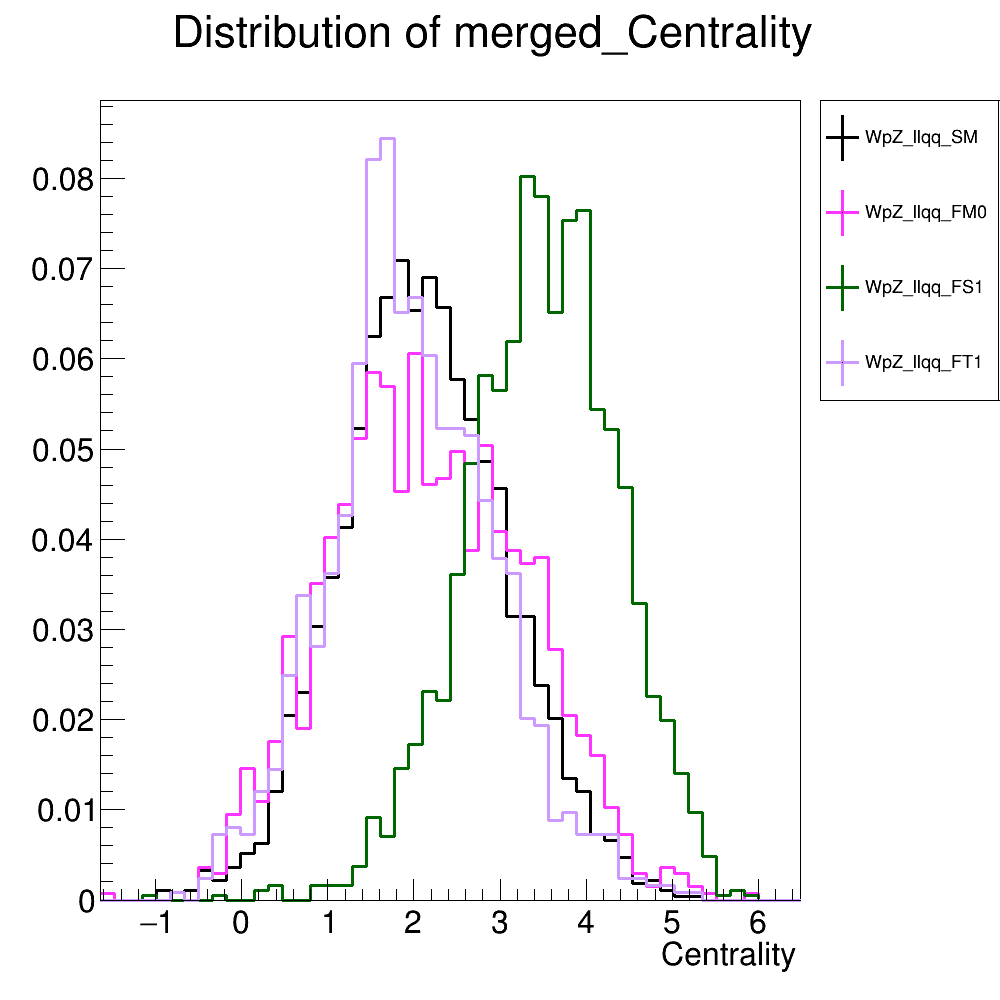 Distribution of merged_Centrality
WpZ_llqq_SM
WpZ_llqq_FM0
WpZ_llqq_FS1
WpZ_llqq_FT1
0.08
0.07
0.06
0.05
0.04
0.03
0.02
0.01
0
−1 0 1 2 3 4 5 6
Centrality